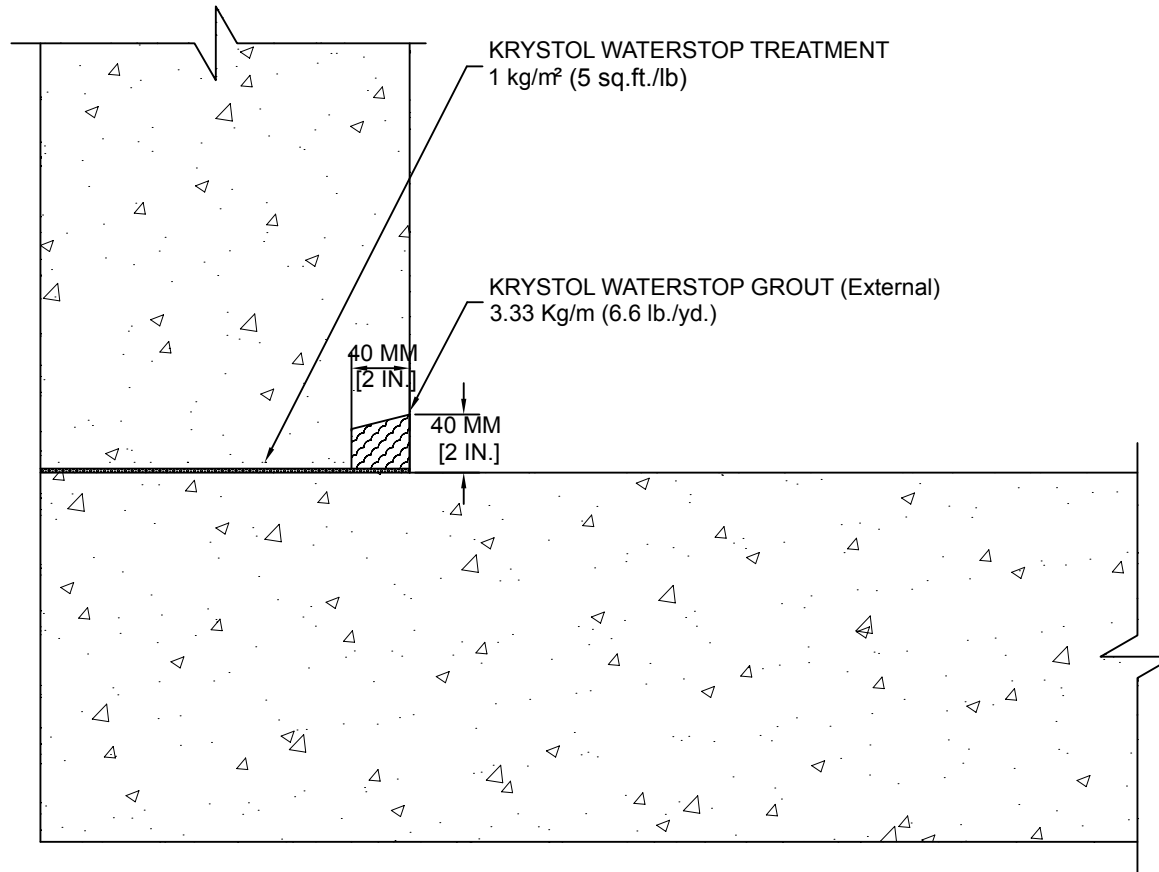 KRYSTOL WATERSTOP TREATMENT
1 kg/m² (5 sq.ft./lb)
KRYSTOL WATERSTOP GROUT (External)
3.33 Kg/m (6.6 lb./yd.)
40 MM
[2 IN.]
40 MM
[2 IN.]